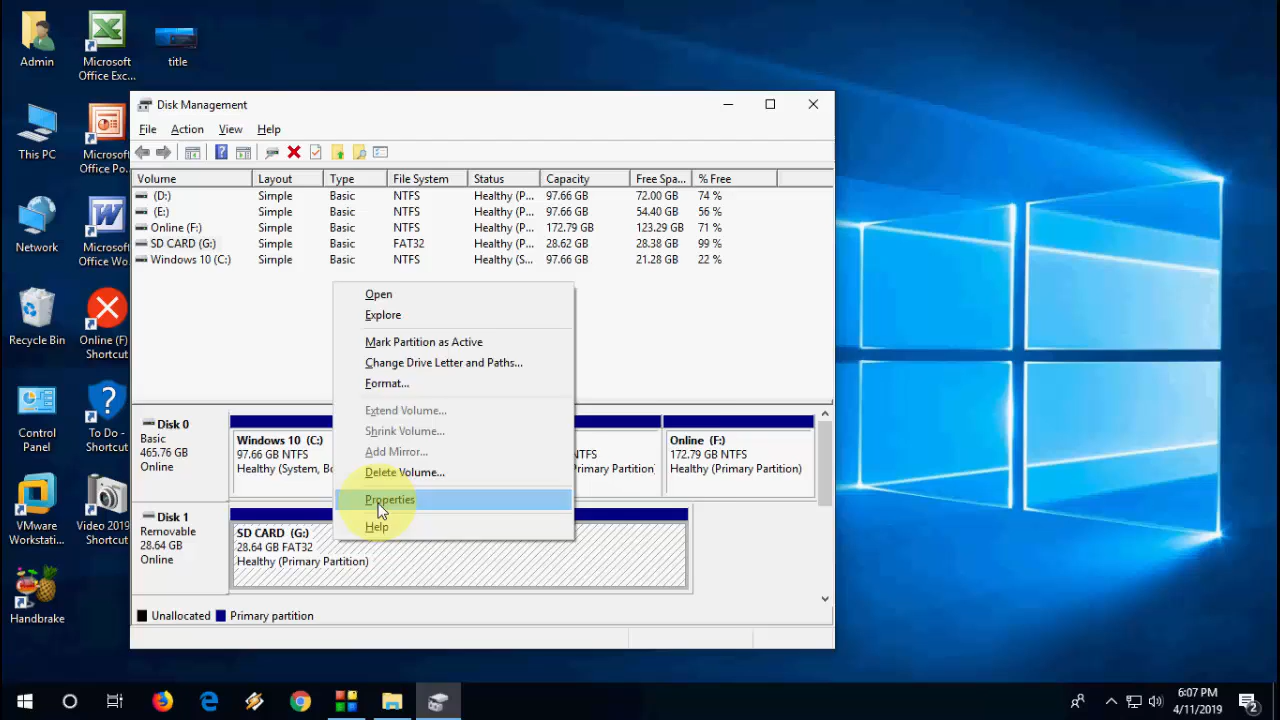 Admin
Microsoft
Office Exc...
title
This PC
Microsoft
Office Po...
Network
Microsoft
Office Wo
Recycle Bin
Online (F)
Shortcut
Control
Panel
To Do -
Shortcut
VMware
Workstati...
Video 2019
Shortcut
Handbrake
Disk Management
File Action View Help
Volume Layout Type File System Status Capacity Free Spa... % Free
(D:) Simple Basic NTFS Healthy (P... 97.66 GB 72.00 GB 74 %
(E:) Simple Basic NTFS Healthy (P... 97.66 GB 54.40 GB 56 %
Online (F:) Simple Basic NTFS Healthy (P... 172.79 GB 123.29 GB 71 %
SD CARD (G:) Simple Basic FAT32 Healthy (P... 28.62 GB 28.38 GB 99 %
Windows 10 (C:) Simple Basic NTFS Healthy (S... 97.66 GB 21.28 GB 22 %
Open
Explore
Mark Partition as Active
Change Drive Letter and Paths...
Format...
Extend Volume...
Shrink Volume...
Add Mirror...
Delete Volume...
Properties
Help
Disk 0
Basic
465.76 GB
Online
Windows 10 (C:)
97.66 GB NTFS
Healthy (System, Bo
NTFS
Primary Partition
Online (F:)
172.79 GB NTFS
Healthy (Primary Partition)
Disk 1
Removable
28.64 GB
Online
SD CARD (G:)
28.64 GB FAT32
Healthy (Primary Partition)
Unallocated Primary partition
6:07 PM
4/11/2019
2